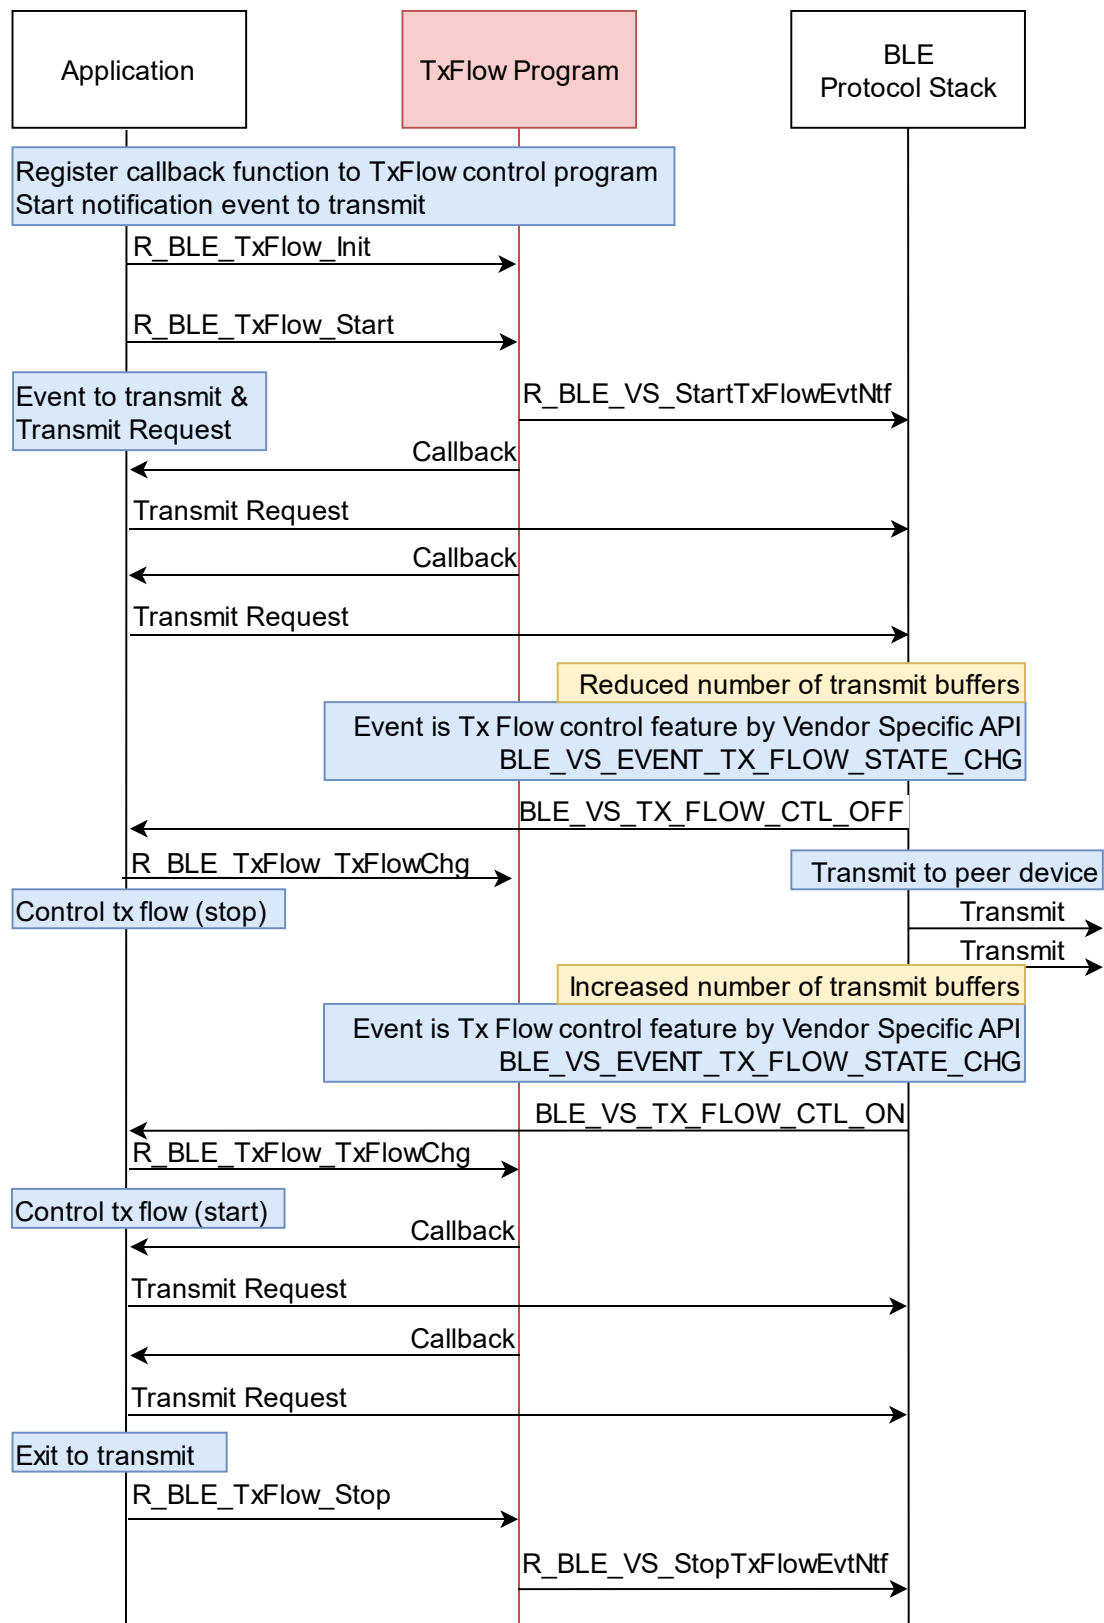 Application
TxFlow Program
BLE
Protocol Stack
Register callback function to TxFlow control program
Start notification event to transmit
R_BLE_TxFlow_Init
R_BLE_TxFlow_Start
Event to transmit &
Transmit Request
R_BLE_VS_StartTxFlowEvtNtf
Callback
Transmit Request
Callback
Transmit Request
Reduced number of transmit buffers
Event is Tx Flow control feature by Vendor Specific API
BLE_VS_EVENT_TX_FLOW_STATE_CHG
BLE_VS_TX_FLOW_CTL_OFF
R_BLE_TxFlow_TxFlowChg
Transmit to peer device
Control tx flow (stop)
Transmit
Transmit
Increased number of transmit buffers
Event is Tx Flow control feature by Vendor Specific API
BLE_VS_EVENT_TX_FLOW_STATE_CHG
BLE_VS_TX_FLOW_CTL_ON
R_BLE_TxFlow_TxFlowChg
Control tx flow (start)
Callback
Transmit Request
Callback
Transmit Request
Exit to transmit
R_BLE_TxFlow_Stop
R_BLE_VS_StopTxFlowEvtNtf